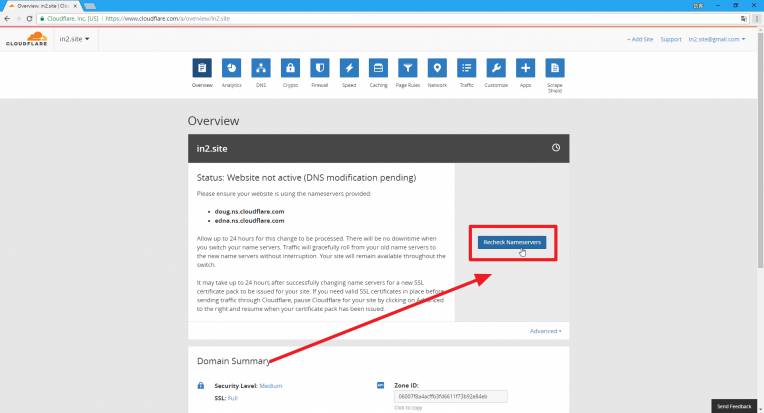 Overview: in2.site | Clou
Cloudflare, Inc. [US] | https://www.cloudflare.com/a/overview/in2.site
CLOUDFLARE
in2.site
+ Add Site Support in2.site@gmail.com
Overview Analytics DNS Crypto Firewall Speed Caching Page Rules Network Traffic Customize Apps Scrape Shield
Overview
in2.site
Status: Website not active (DNS modification pending)
Please ensure your website is using the nameservers provided:
• doug.ns.cloudflare.com
• edna.ns.cloudflare.com
Recheck Nameservers
Allow up to 24 hours for this change to be processed. There will be no downtime when
you switch your name servers. Traffic will gracefully roll from your old name servers to
the new name servers without interruption. Your site will remain available throughout the
switch.
It may take up to 24 hours after successfully changing name servers for a new SSL
certificate pack to be issued for your site. If you need valid SSL certificates in place before
sending traffic through Cloudflare, pause Cloudflare for your site by clicking on Advanced
to the right and resume when your certificate pack has been issued
Advanced
Domain Summary
Security Level: Medium
SSL: Full
Zone ID:
Click to copy
Send Feedback